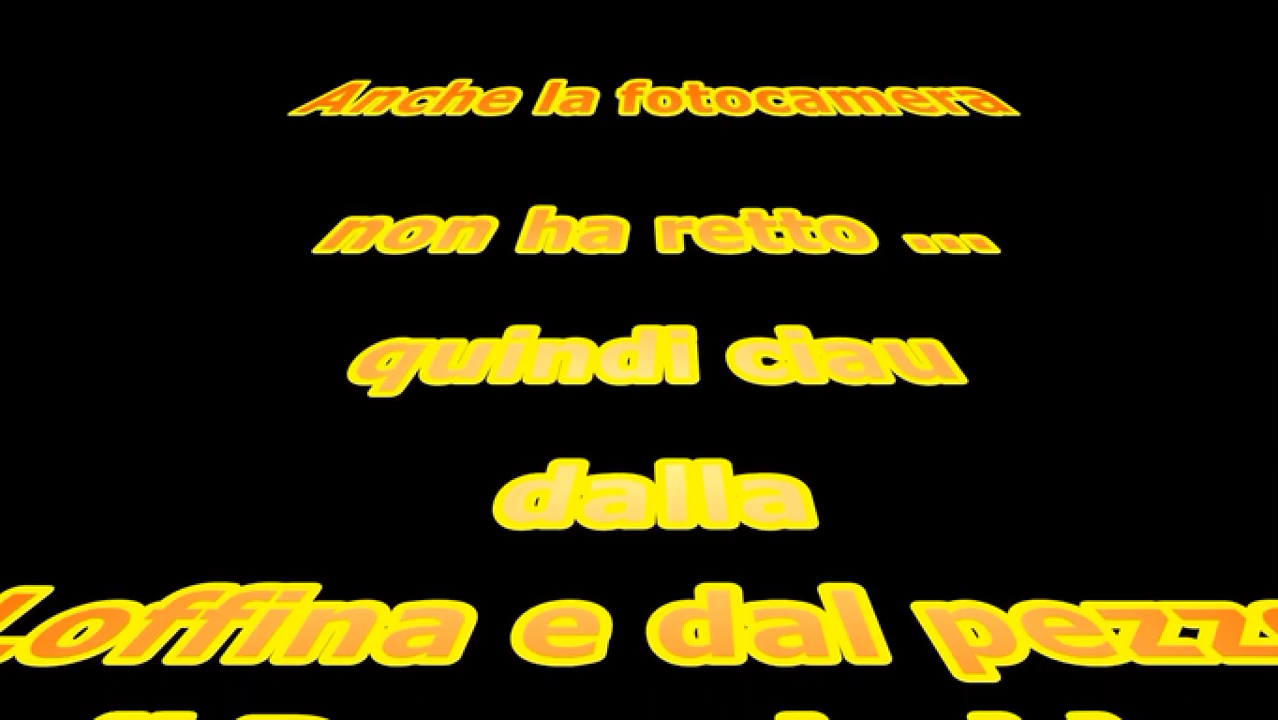 Anche la fotocamera
non ha retto ...
quindi ciau
dalla
Loffina e dal